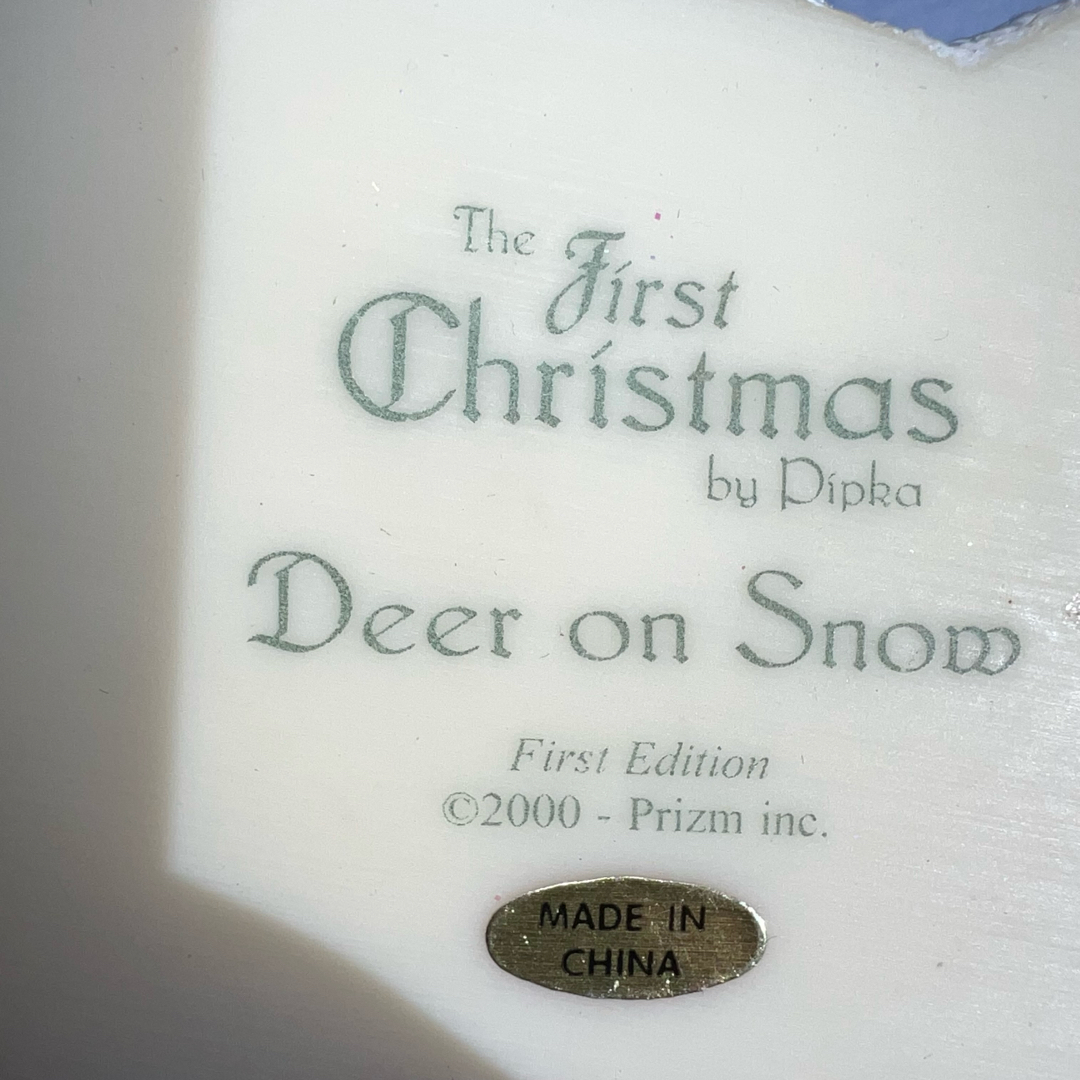 The First
Christmas
by Pipka
Deer on Snow
First Edition
©2000 - Prizm inc.
MADE IN
CHINA